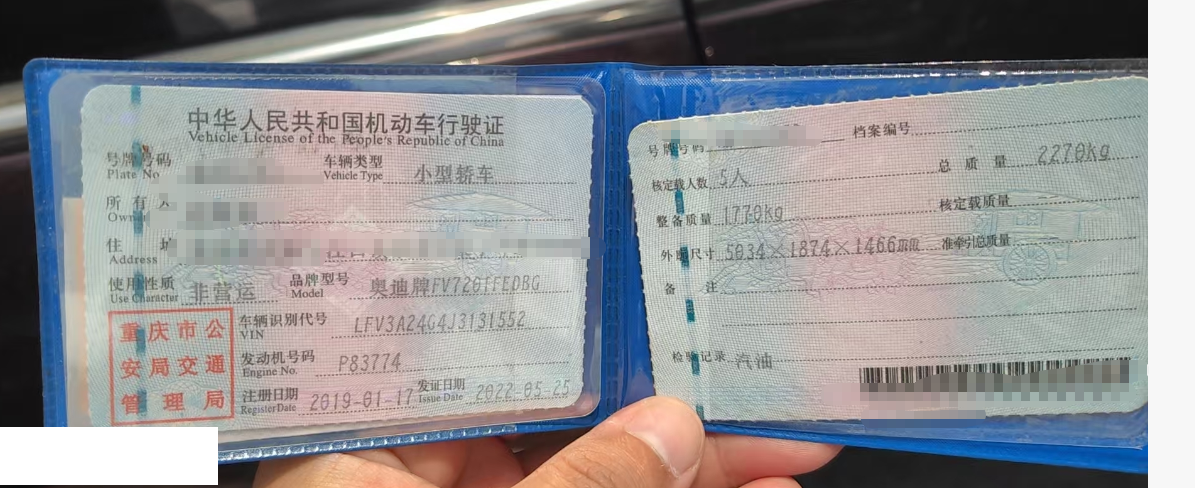 中华人民共和国机动车行驶证
Vehicle License of the People's Republic of China
号牌号码
Plate No
车辆类型
Vehicle Type
小型轿车
所有人
Owner
住 址
Address
使用性质
Use Character
非营运
品牌型号
Model
奥迪牌FV7201FEDBG
重庆市公
安局交通
管理局
车辆识别代号
VIN
LFV3A24G4J3131552
发动机号码
Engine No.
P83774
注册日期
Register Date
2019-01-17
发证日期
Issue Date
2022-05-25
号牌号码
档案编号
核定载人数 5人
总质量 2270kg
整备质量 1770kg
核定载质量
外廓尺寸 5034×1874×1466mm
准牵引总质量
备 注
检验记录 汽油